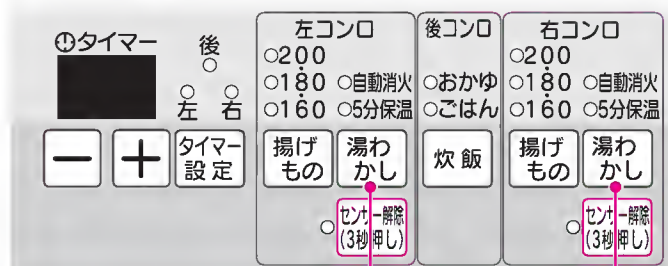 タイマー
後
左 右
ー
＋
タイマー
設定
左コンロ
200
180
160
自動消火
5分保温
揚げ
もの
湯わ
かし
センサー解除
(3秒押し)
後コンロ
おかゆ
ごはん
炊飯
右コンロ
200
180
160
自動消火
5分保温
揚げ
もの
湯わ
かし
センサー解除
(3秒押し)